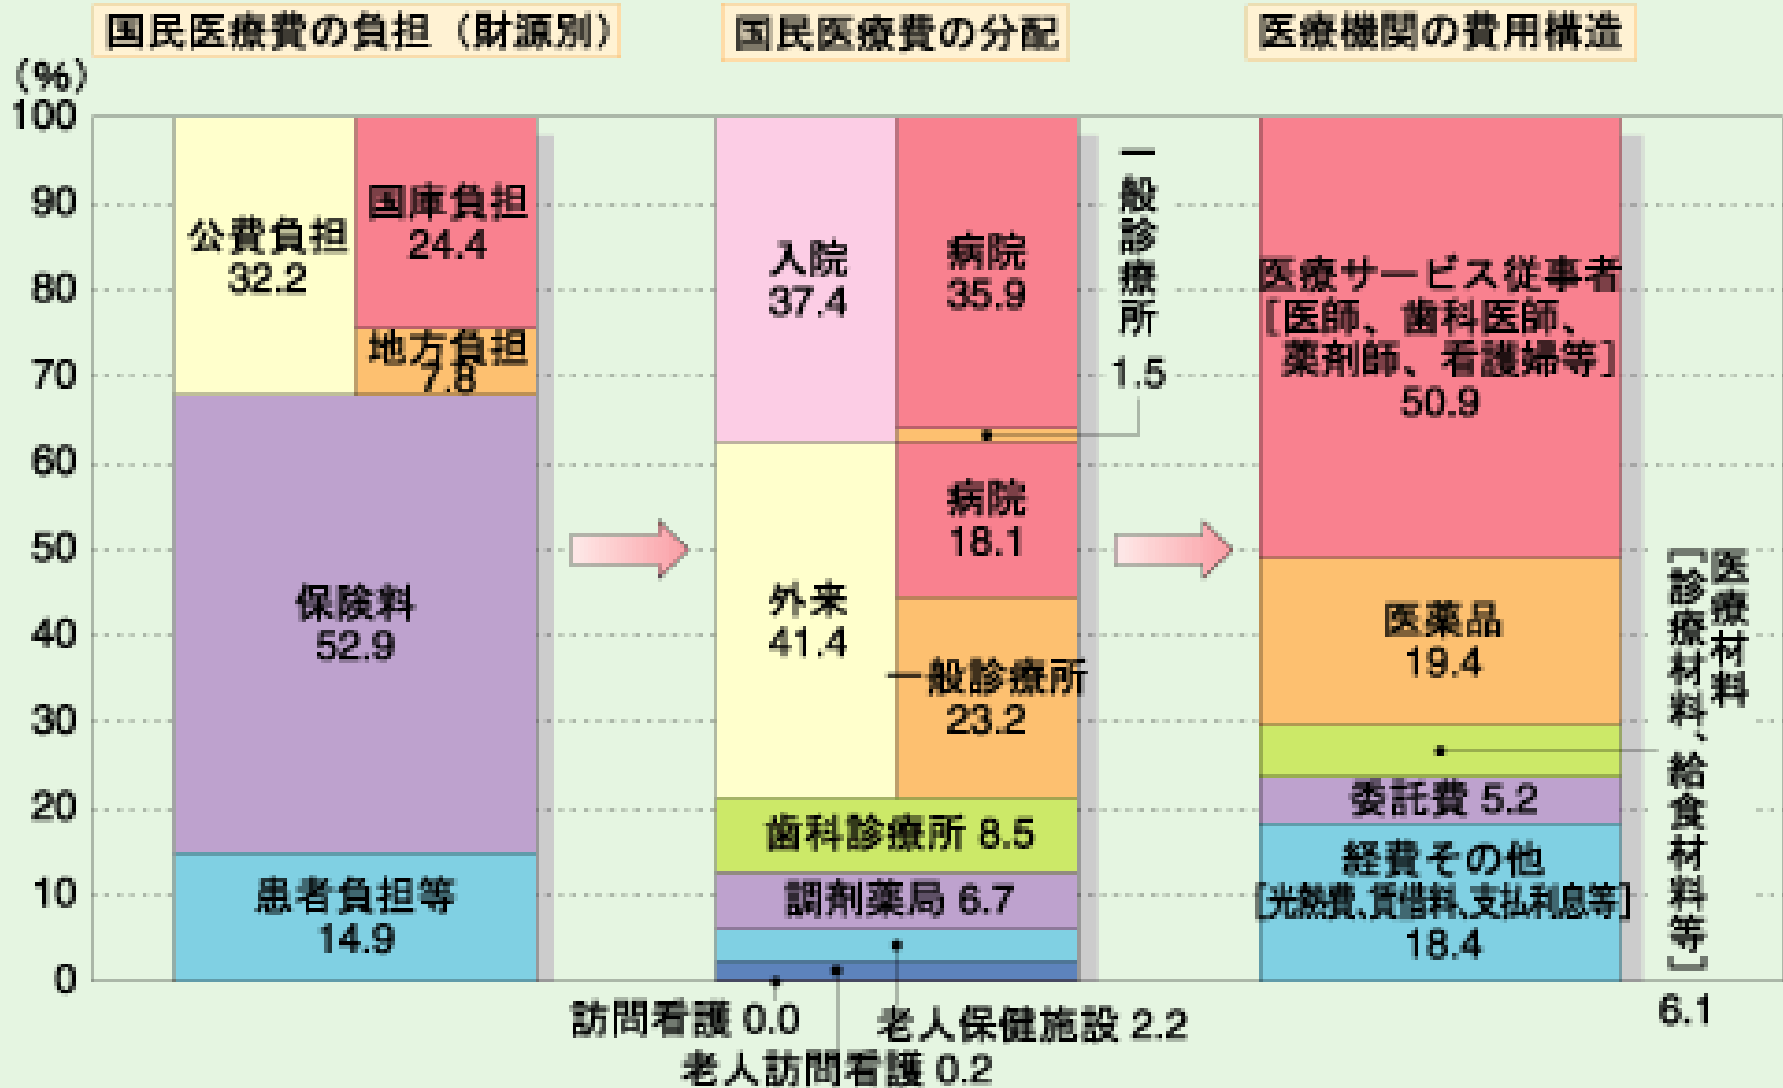 国民医療費の負担（財源別）
国民医療費の分配
医療機関の費用構造
(%)
100
90
80
70
60
50
40
30
20
10
0
公費負担
32.2
国庫負担
24.4
地方負担
7.8
保険料
52.9
患者負担等
14.9
入院
37.4
病院
35.9
一般診療所
1.5
外来
41.4
病院
18.1
一般診療所
23.2
歯科診療所 8.5
調剤薬局 6.7
訪問看護 0.0
老人保健施設 2.2
老人訪問看護 0.2
医療サービス従事者
［医師、歯科医師、
薬剤師、看護婦等］
50.9
医薬品
19.4
医療材料
［診療材料、給食材料等］
6.1
委託費 5.2
経費その他
［光熱費、賃借料、支払利息等］
18.4